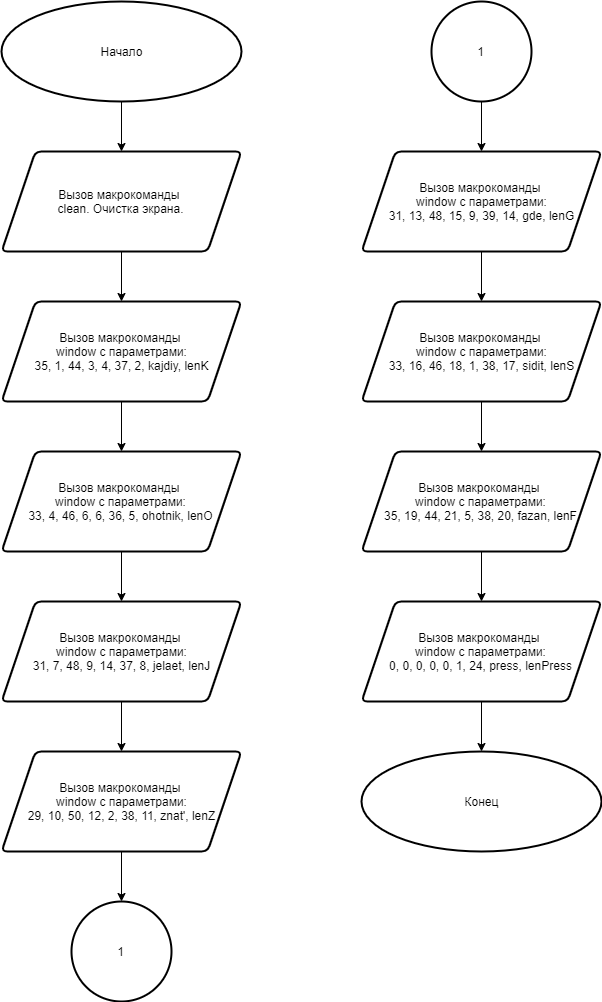 Начало
Вызов макрокоманды
clean. Очистка экрана.
Вызов макрокоманды
window с параметрами:
35, 1, 44, 3, 4, 37, 2, kajdiy, lenK
Вызов макрокоманды
window с параметрами:
33, 4, 46, 6, 6, 36, 5, ohotnik, lenO
Вызов макрокоманды
window с параметрами:
31, 7, 48, 9, 14, 37, 8, jelaet, lenJ
Вызов макрокоманды
window с параметрами:
29, 10, 50, 12, 2, 38, 11, znat', lenZ
1
1
Вызов макрокоманды
window с параметрами:
31, 13, 48, 15, 9, 39, 14, gde, lenG
Вызов макрокоманды
window с параметрами:
33, 16, 46, 18, 1, 38, 17, sidit, lenS
Вызов макрокоманды
window с параметрами:
35, 19, 44, 21, 5, 38, 20, fazan, lenF
Вызов макрокоманды
window с параметрами:
0, 0, 0, 0, 0, 1, 24, press, lenPress
Конец